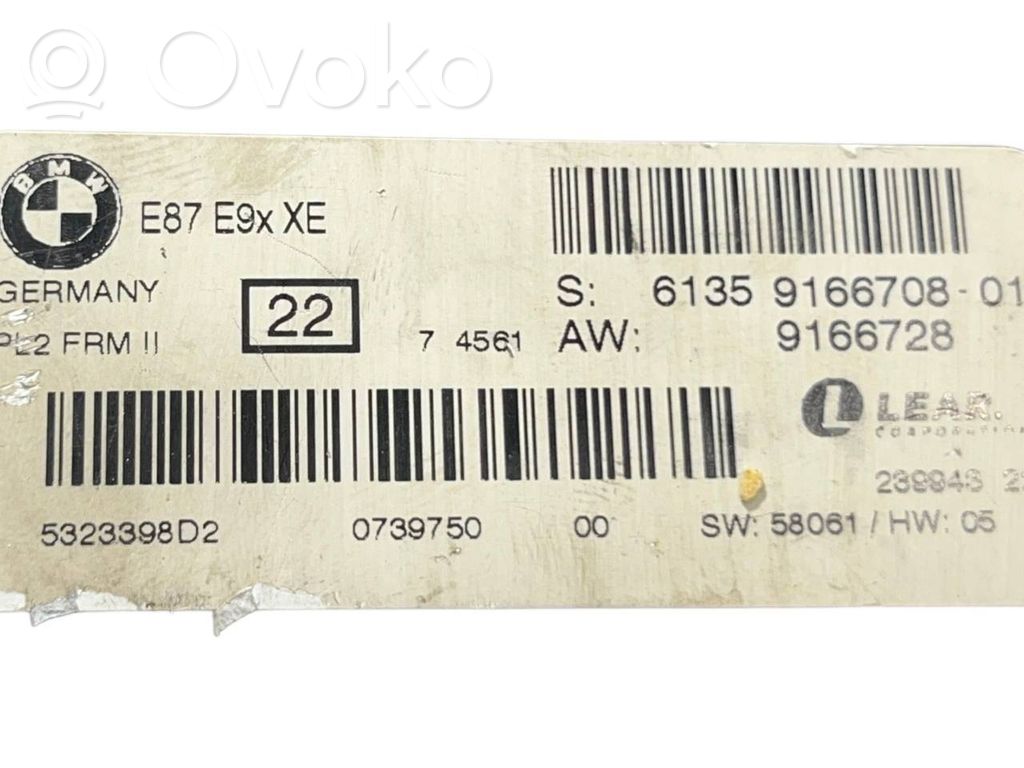 Ovoko
BMW
E87 E9x XE
GERMANY
PL2 FRM II
22
7 4561
S: 6135 9166708-01
AW: 9166728
LEAR.
CORPORATION
5323398D2 0739750 00
SW: 58061 / HW: 05